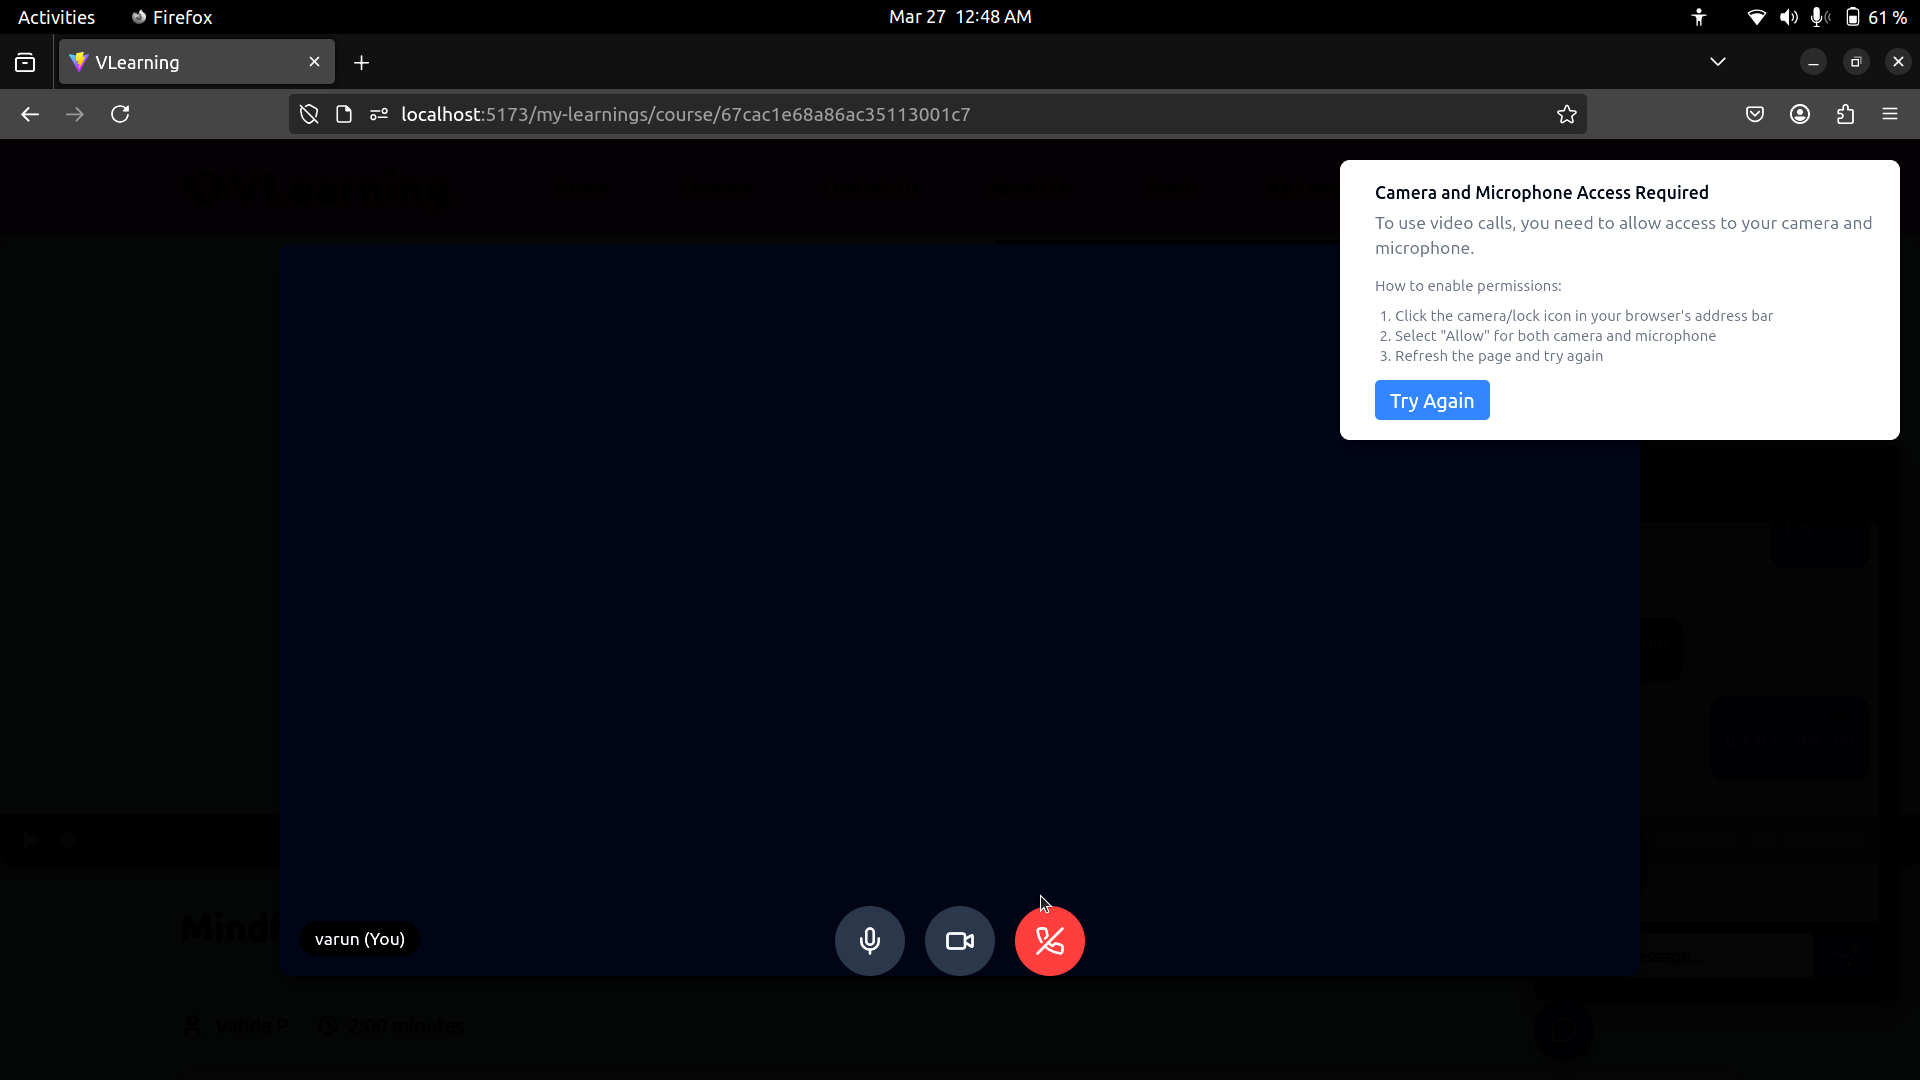 Activities
Firefox
Mar 27 12:48 AM
61 %
VLearning
localhost:5173/my-learnings/course/67cac1e68a86ac35113001c7
VLearning.
Camera and Microphone Access Required
To use video calls, you need to allow access to your camera and
microphone.
How to enable permissions:
1. Click the camera/lock icon in your browser's address bar
2. Select "Allow" for both camera and microphone
3. Refresh the page and try again
Try Again
varun (You)
Vahda P
2:00 minutes